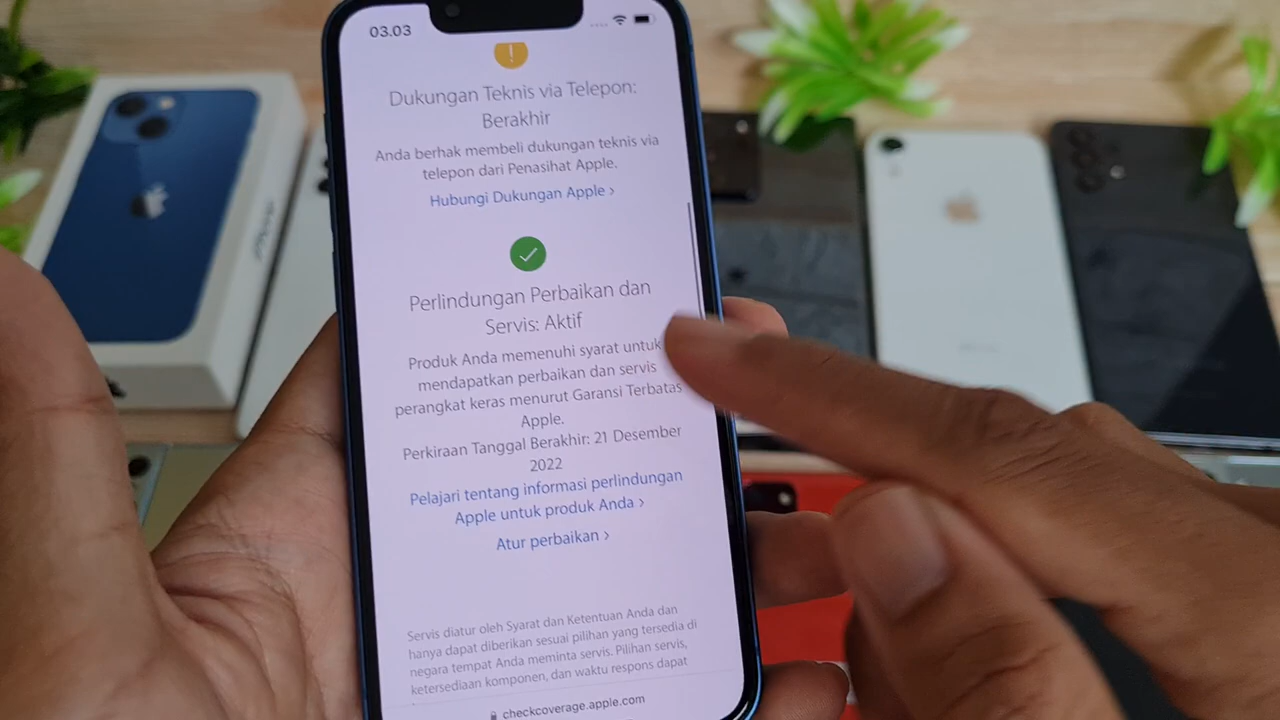 03.03
!
Dukungan Teknis via Telepon:
Berakhir
Anda berhak membeli dukungan teknis via
telepon dari Penasihat Apple.
Hubungi Dukungan Apple >
Perlindungan Perbaikan dan
Servis: Aktif
Produk Anda memenuhi syarat untuk
mendapatkan perbaikan dan servis
perangkat keras menurut Garansi Terbatas
Apple.
Perkiraan Tanggal Berakhir: 21 Desember
2022
Pelajari tentang informasi perlindungan
Apple untuk produk Anda >
Atur perbaikan >
Servis diatur oleh Syarat dan Ketentuan Anda dan
hanya dapat diberikan sesuai pilihan yang tersedia di
negara tempat Anda meminta servis. Pilihan servis,
ketersediaan komponen, dan waktu respons dapat
checkcoverage.apple.com
iPhone